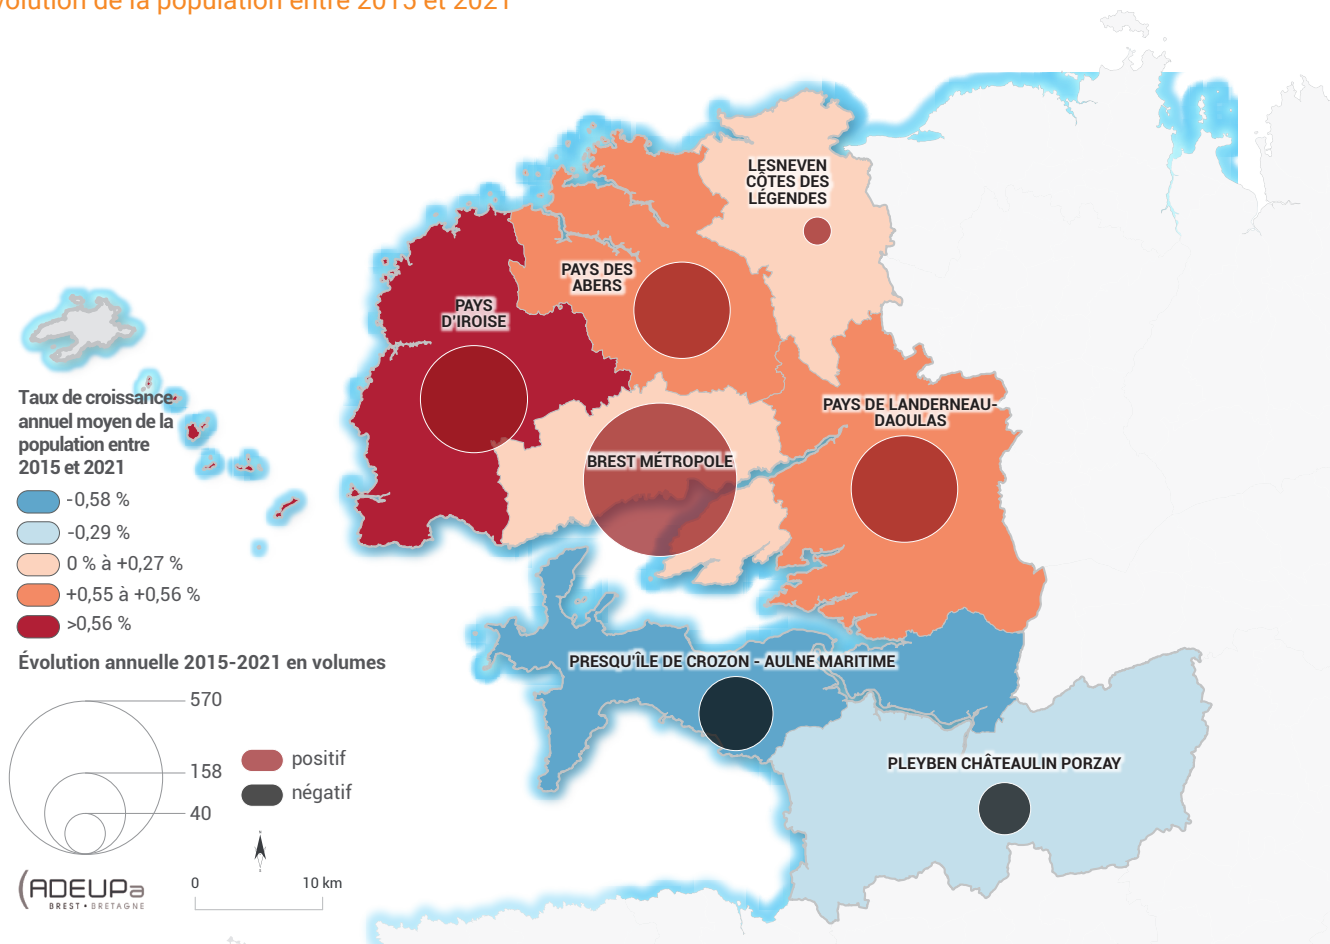 volution de la population entre 2015 et 2021
LESNEVEN
CÔTES DES
LÉGENDES
PAYS DES
ABERS
PAYS
D'IROISE
PAYS DE LANDERNEAU-
DAOULAS
BREST MÉTROPOLE
PRESQU'ÎLE DE CROZON - AULNE MARITIME
PLEYBEN CHÂTEAULIN PORZAY
Taux de croissance
annuel moyen de la
population entre
2015 et 2021
-0,58 %
-0,29 %
0 % à +0,27 %
+0,55 à +0,56 %
>0,56 %
Évolution annuelle 2015-2021 en volumes
570
158
40
positif
négatif
0 10 km
ADEUPa
BREST • BRETAGNE